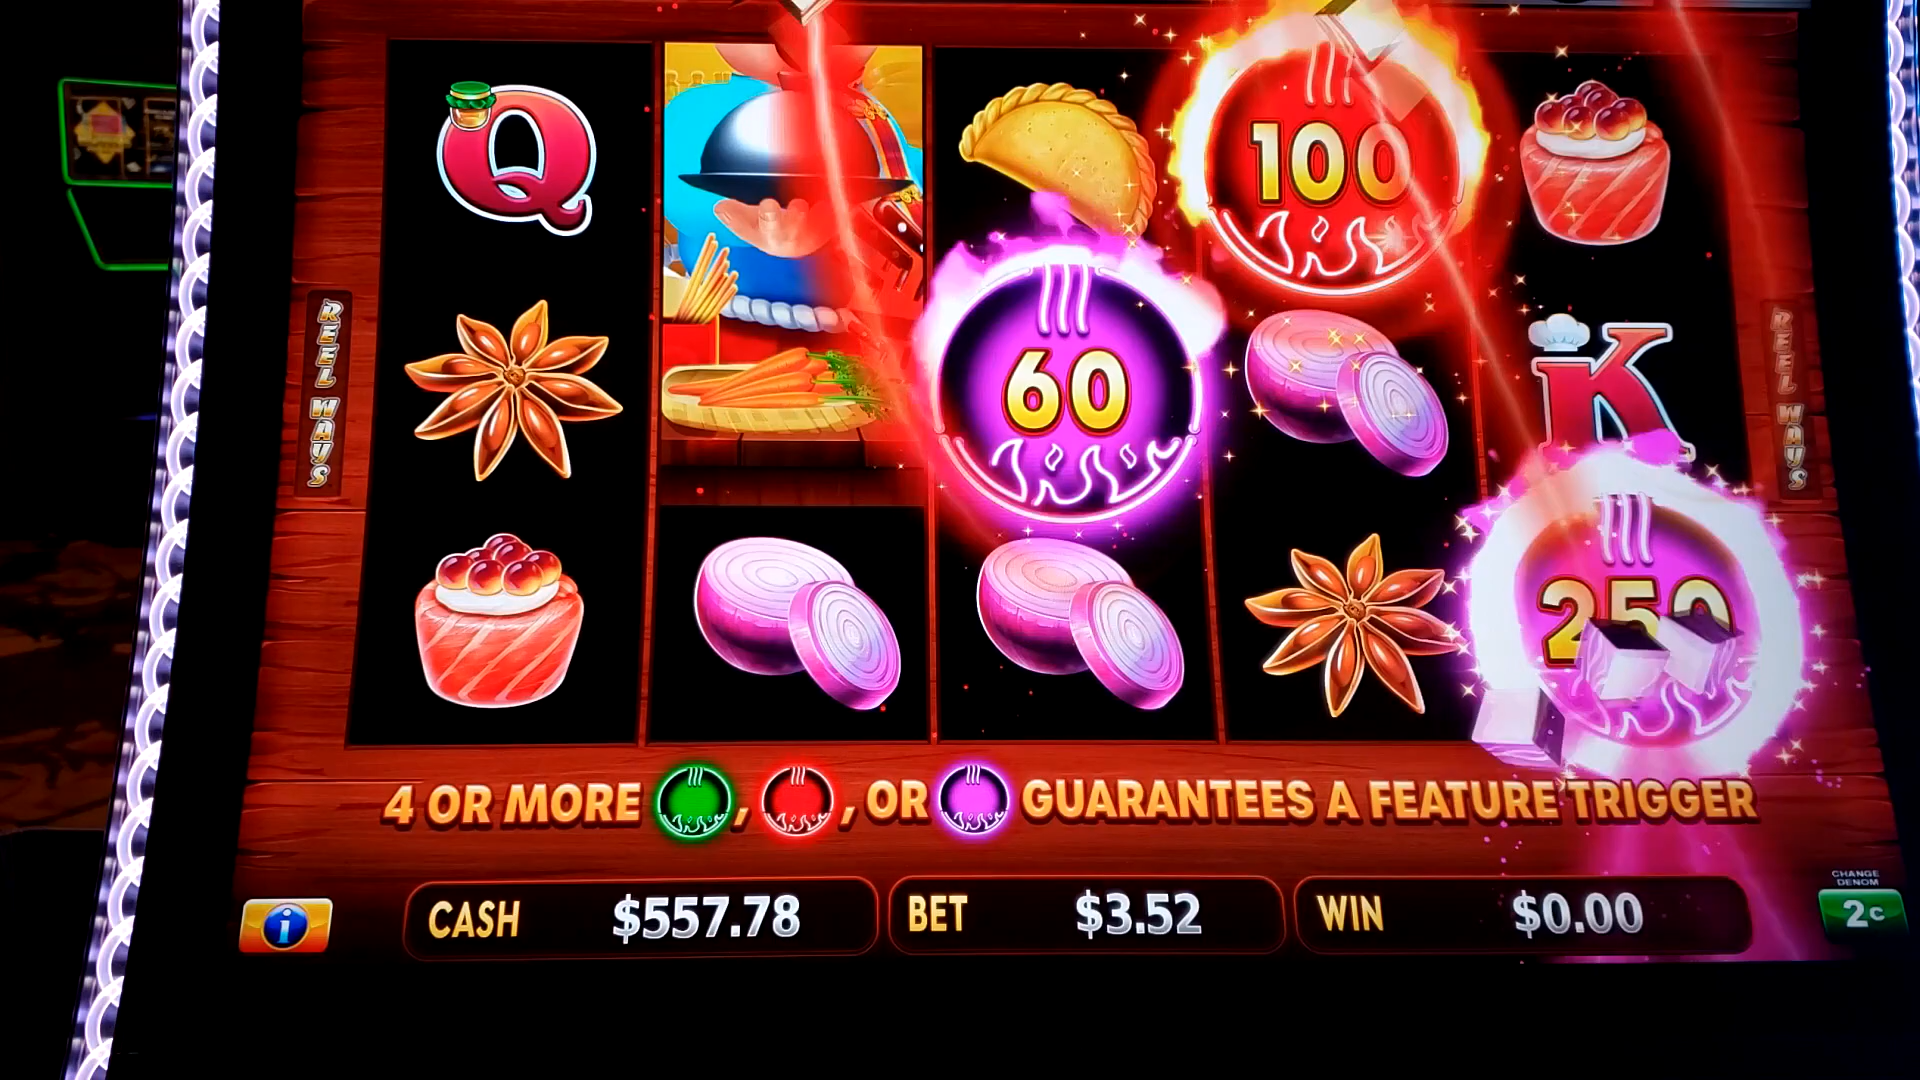 Q
100
REEL WAYS
60
K
REEL WAYS
250
4 OR MORE , , OR GUARANTEES A FEATURE TRIGGER
CHANGE
DENOM
i CASH $557.78 BET $3.52 WIN $0.00 2¢